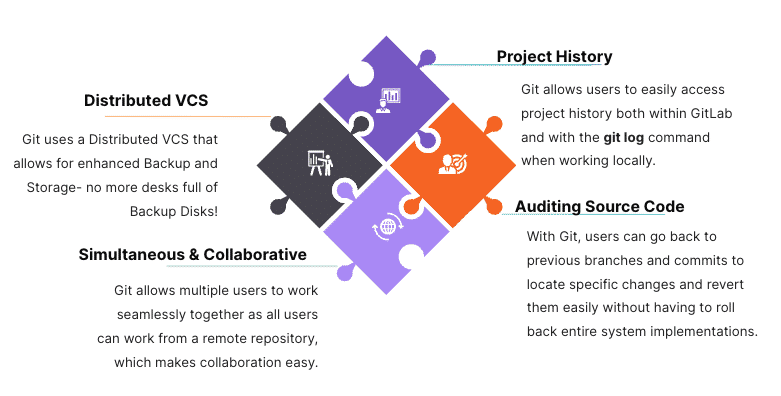 Project History
Git allows users to easily access
project history both within GitLab
and with the git log command
when working locally.
Distributed VCS
Git uses a Distributed VCS that
allows for enhanced Backup and
Storage- no more desks full of
Backup Disks!
Auditing Source Code
With Git, users can go back to
previous branches and commits to
locate specific changes and revert
them easily without having to roll
back entire system implementations.
Simultaneous & Collaborative
Git allows multiple users to work
seamlessly together as all users
can work from a remote repository,
which makes collaboration easy.